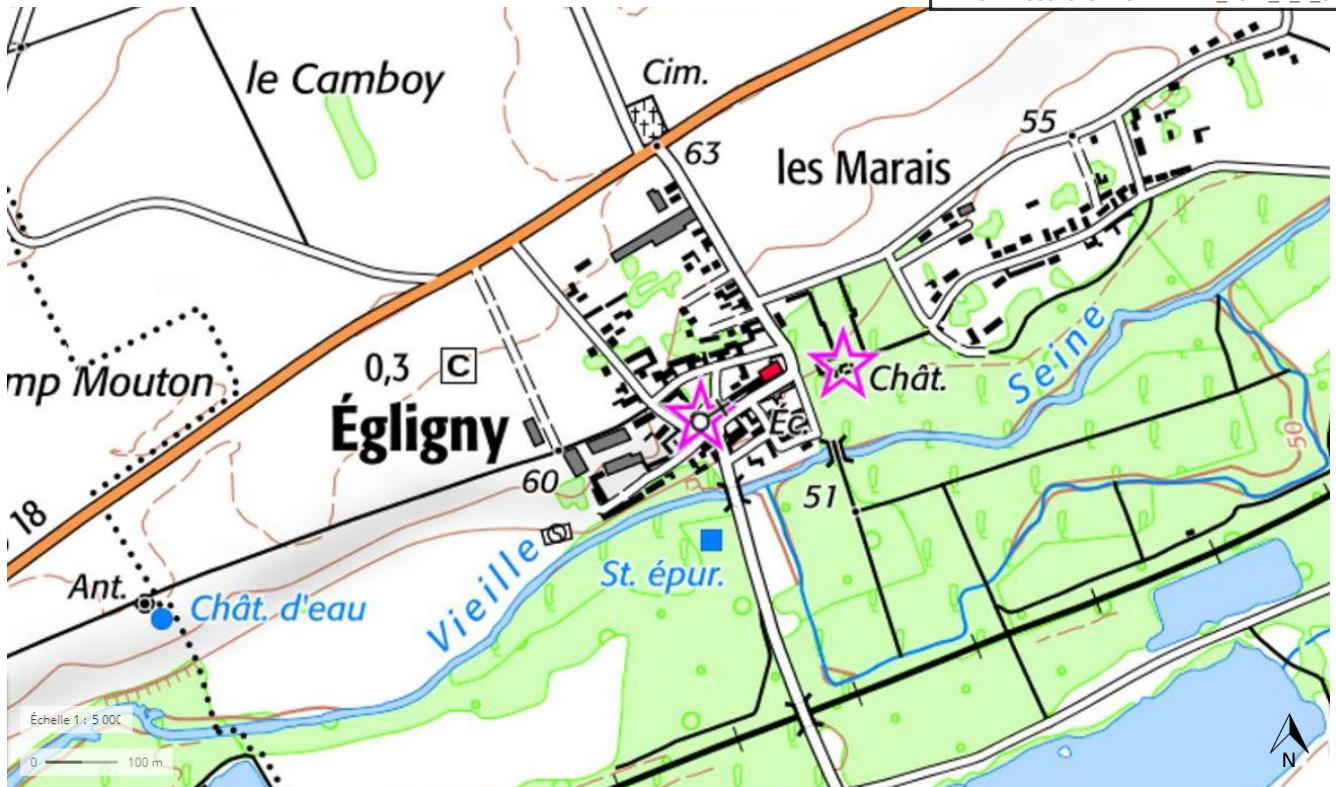 le Camboy
Cim.
63
55
les Marais
0,3 C
mp Mouton
Égligny
Chât.
Éc.
Seine
50
60
51
18
Vieille
St. épur.
Ant.
Chât. d'eau
Échelle 1 : 5 000
0 100 m
N